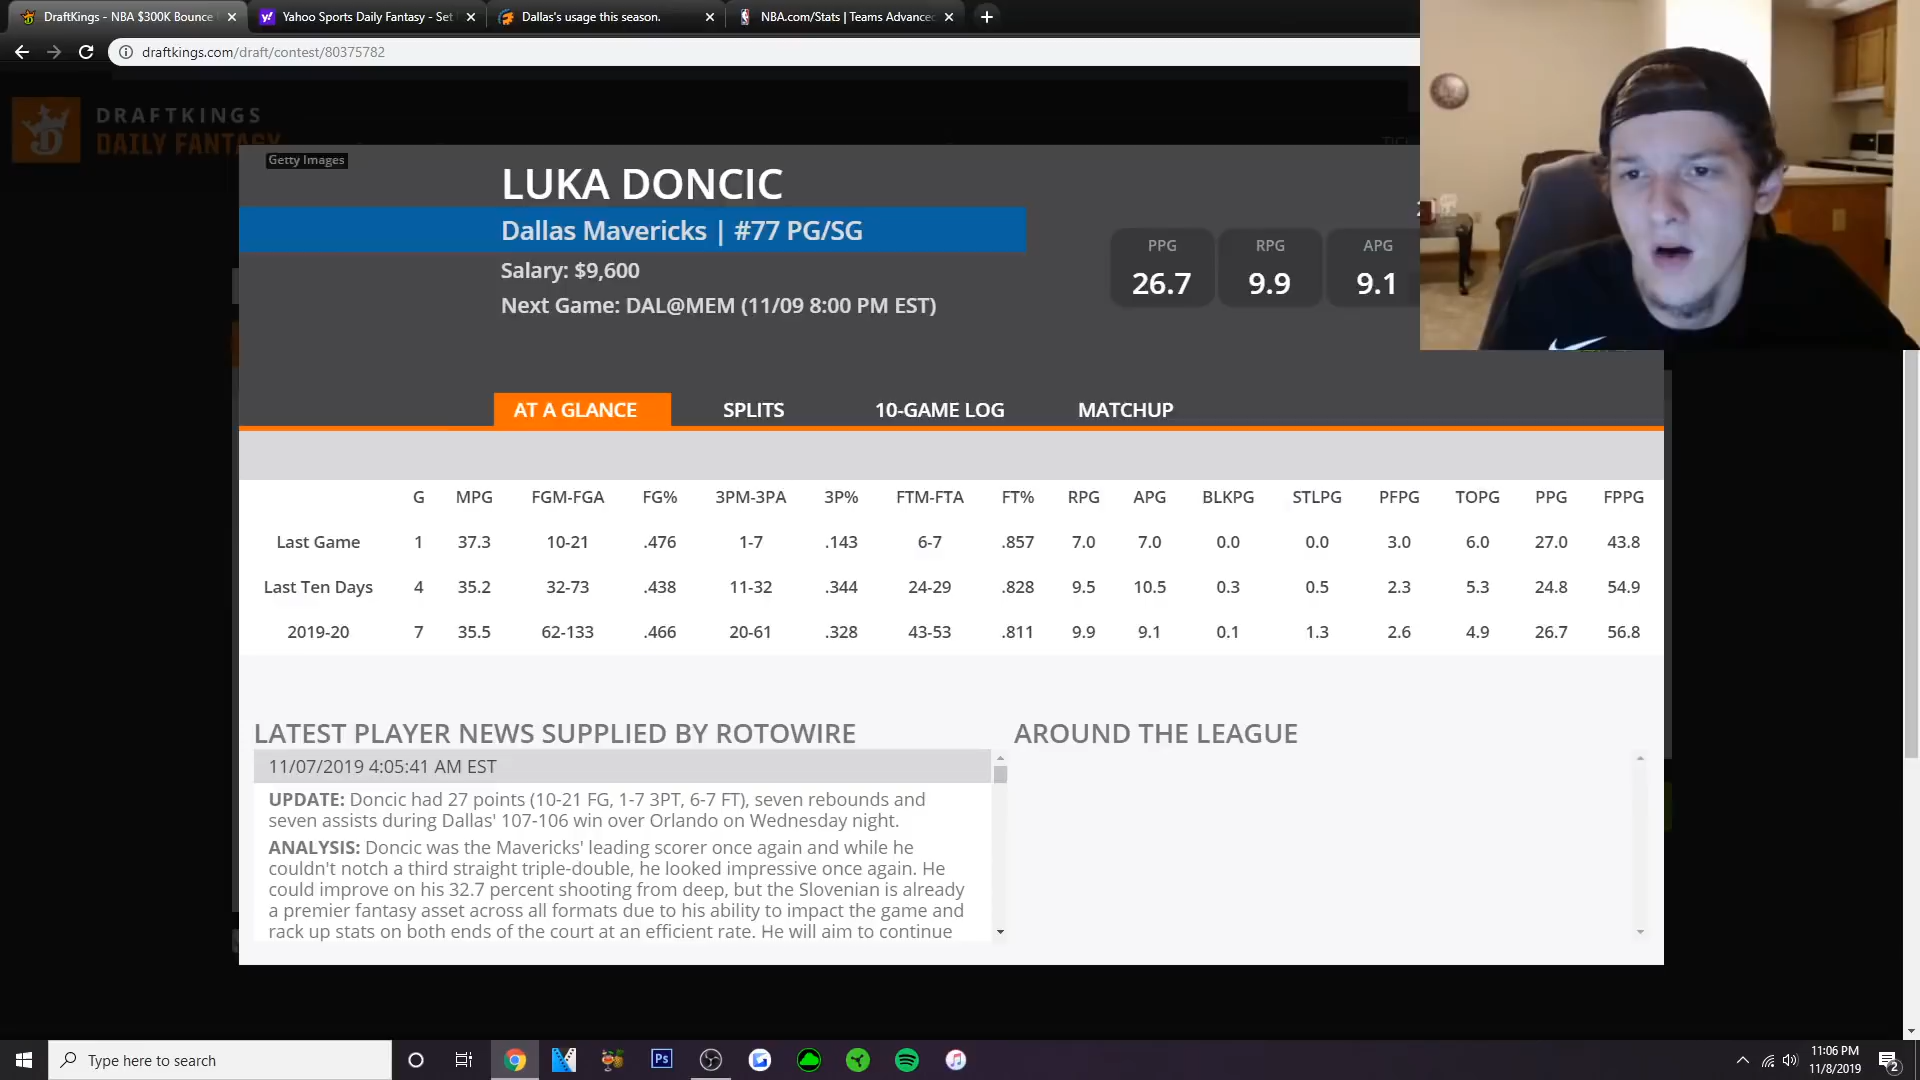 DraftKings - NBA $300K Bounce
Yahoo Sports Daily Fantasy - Set
Dallas's usage this season.
NBA.com/Stats | Teams Advanced
draftkings.com/draft/contest/80375782
DRAFTKINGS
DAILY FANTASY
Getty Images
LUKA DONCIC
Dallas Mavericks | #77 PG/SG
Salary: $9,600
Next Game: DAL@MEM (11/09 8:00 PM EST)
PPG RPG APG
26.7 9.9 9.1
AT A GLANCE SPLITS 10-GAME LOG MATCHUP
G MPG FGM-FGA FG% 3PM-3PA 3P% FTM-FTA FT% RPG APG BLKPG STLPG PFPG TOPG PPG FPPG
Last Game 1 37.3 10-21 .476 1-7 .143 6-7 .857 7.0 7.0 0.0 0.0 3.0 6.0 27.0 43.8
Last Ten Days 4 35.2 32-73 .438 11-32 .344 24-29 .828 9.5 10.5 0.3 0.5 2.3 5.3 24.8 54.9
2019-20 7 35.5 62-133 .466 20-61 .328 43-53 .811 9.9 9.1 0.1 1.3 2.6 4.9 26.7 56.8
LATEST PLAYER NEWS SUPPLIED BY ROTOWIRE
AROUND THE LEAGUE
11/07/2019 4:05:41 AM EST
UPDATE: Doncic had 27 points (10-21 FG, 1-7 3PT, 6-7 FT), seven rebounds and
seven assists during Dallas' 107-106 win over Orlando on Wednesday night.
ANALYSIS: Doncic was the Mavericks' leading scorer once again and while he
couldn't notch a third straight triple-double, he looked impressive once again. He
could improve on his 32.7 percent shooting from deep, but the Slovenian is already
a premier fantasy asset across all formats due to his ability to impact the game and
rack up stats on both ends of the court at an efficient rate. He will aim to continue
Type here to search
Ps
11:06 PM
11/8/2019
2